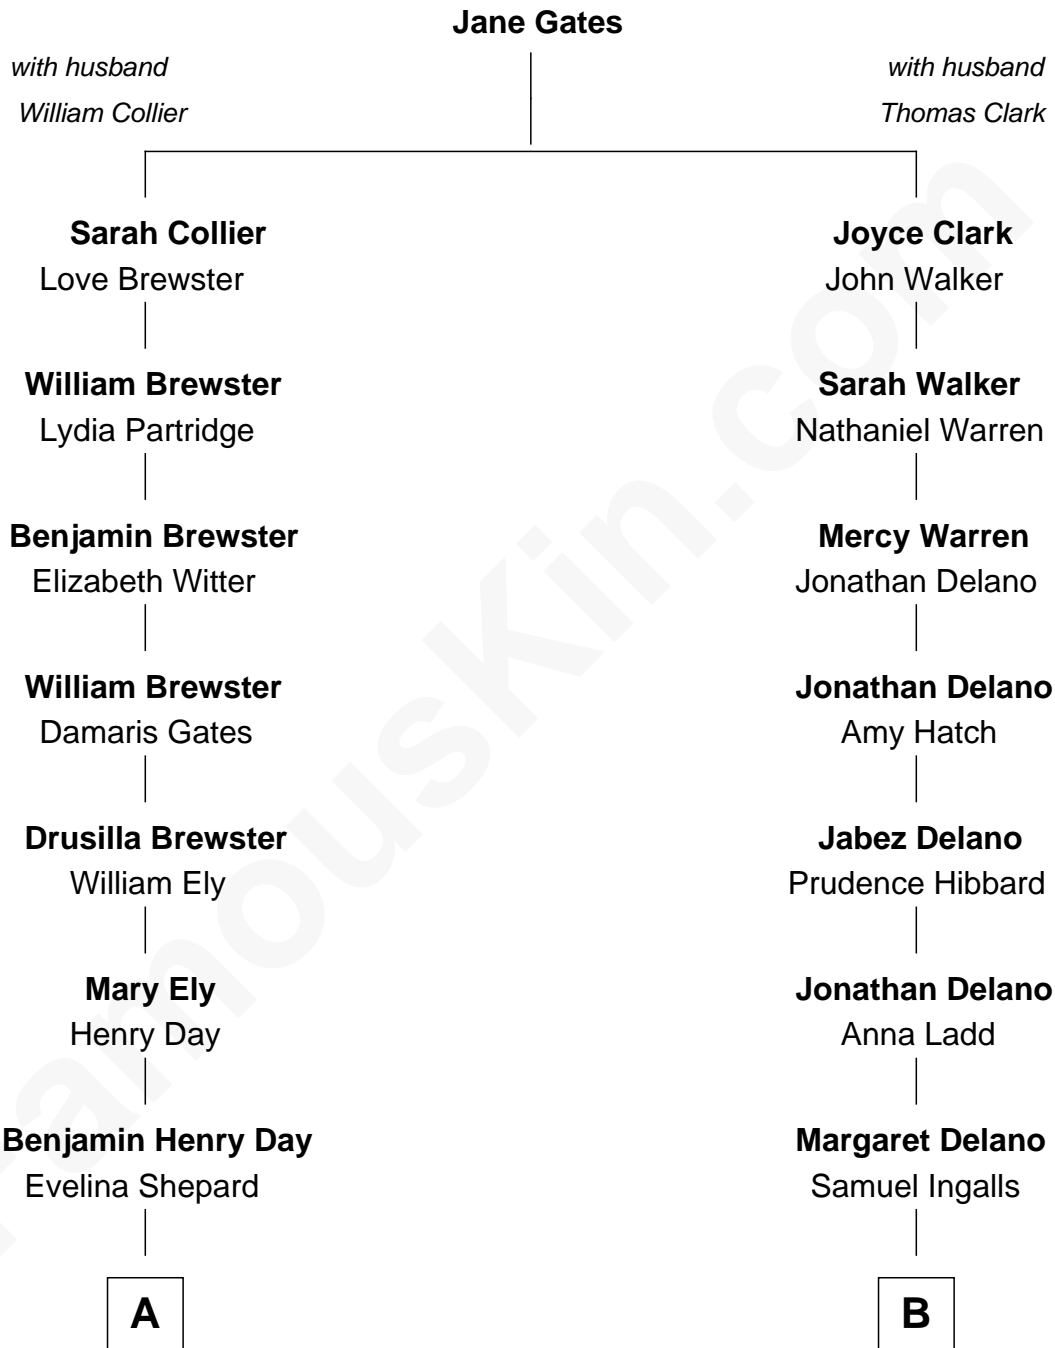 Jane Gates
with husband
William Collier
with husband
Thomas Clark
Sarah Collier
Love Brewster
Joyce Clark
John Walker
William Brewster
Lydia Partridge
Sarah Walker
Nathaniel Warren
Benjamin Brewster
Elizabeth Witter
Mercy Warren
Jonathan Delano
William Brewster
Damaris Gates
Jonathan Delano
Amy Hatch
Drusilla Brewster
William Ely
Jabez Delano
Prudence Hibbard
Mary Ely
Henry Day
Jonathan Delano
Anna Ladd
Benjamin Henry Day
Evelina Shepard
Margaret Delano
Samuel Ingalls
A
B
FamousKin.com